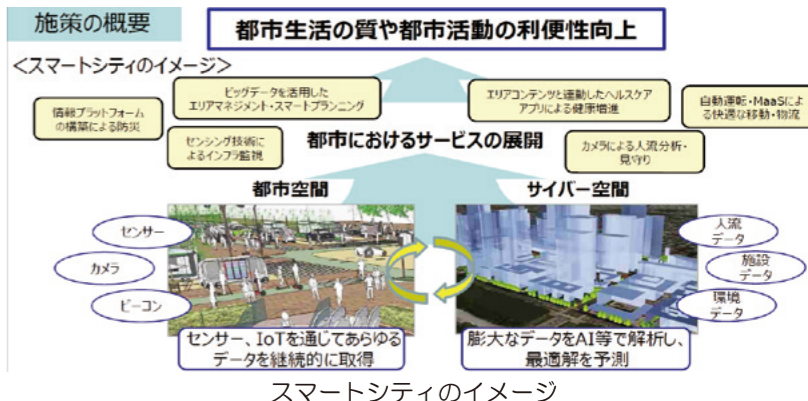 施策の概要
都市生活の質や都市活動の利便性向上
＜スマートシティのイメージ＞
ビッグデータを活用した
エリアマネジメント・スマートプランニング
エリアコンテンツと連動したヘルスケア
アプリによる健康増進
情報プラットフォーム
の構築による防災
自動運転・MaaSによ
る快適な移動・物流
センシング技術に
よるインフラ監視
都市におけるサービスの展開
カメラによる人流分析・
見守り
都市空間
サイバー空間
センサー
カメラ
ビーコン
人流
データ
施設
データ
環境
データ
センサー、IoTを通じてあらゆる
データを継続的に取得
膨大なデータをAI等で解析し、
最適解を予測
スマートシティのイメージ